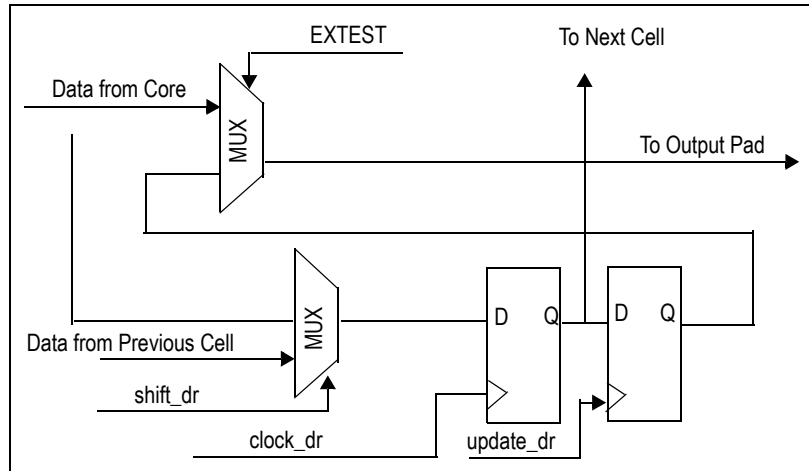 EXTEST
To Next Cell
Data from Core
MUX
To Output Pad
MUX
D Q
D Q
Data from Previous Cell
shift_dr
clock_dr
update_dr